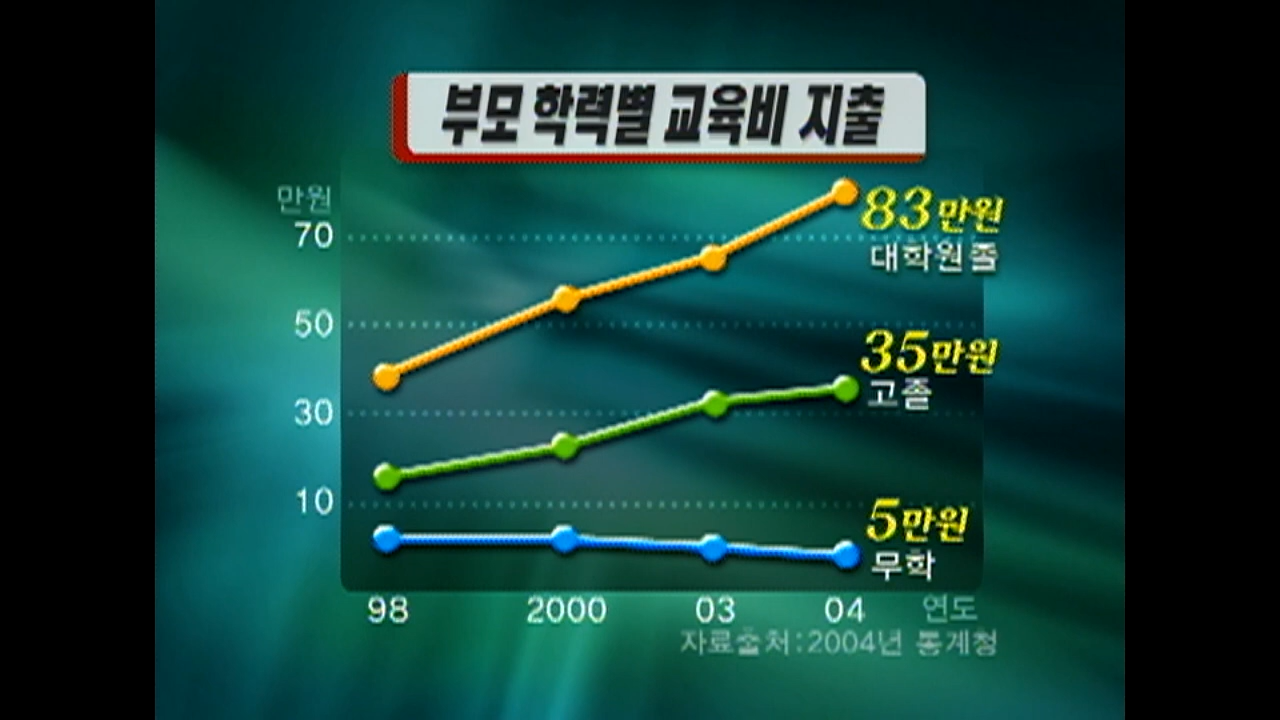 부모 학력별 교육비 지출
만원
70
50
30
10
83만원
대학원졸
35만원
고졸
5만원
무학
98 2000 03 04 연도
자료출처:2004년 통계청